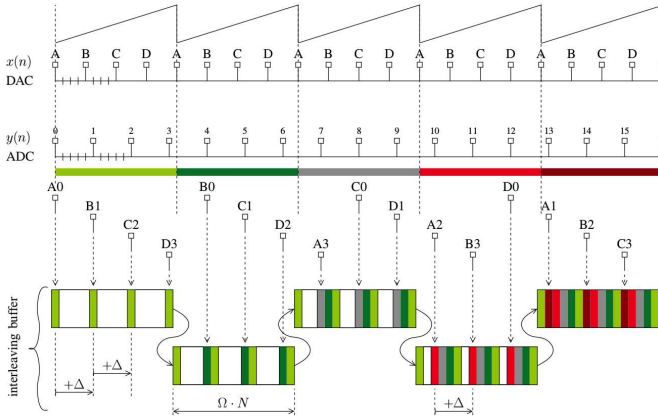 x(n) A B C D A B C D A B C D A B C D A B C D
DAC
y(n) 0 1 2 3 4 5 6 7 8 9 10 11 12 13 14 15
ADC
A0 B0 C0 D0
B1 C1 D1 A1
C2 D2 A2 B2
D3 A3 B3 C3
interleaving buffer
+Δ
+Δ
Ω · N
+Δ